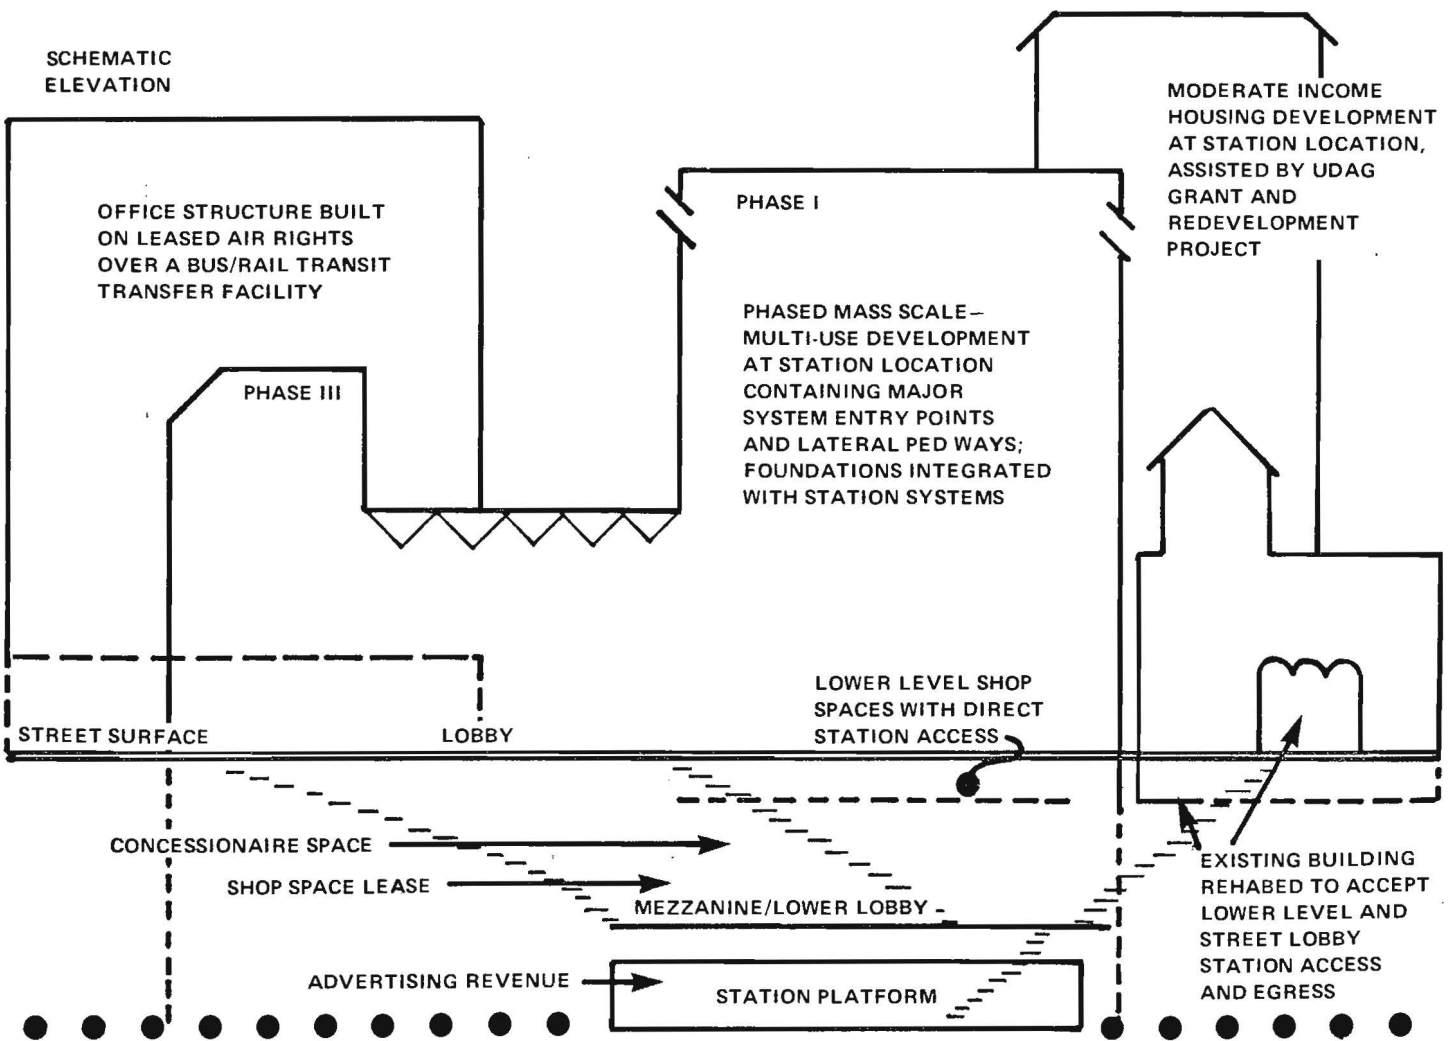 SCHEMATIC
ELEVATION
MODERATE INCOME
HOUSING DEVELOPMENT
AT STATION LOCATION,
ASSISTED BY UDAG
GRANT AND
REDEVELOPMENT
PROJECT
OFFICE STRUCTURE BUILT
ON LEASED AIR RIGHTS
OVER A BUS/RAIL TRANSIT
TRANSFER FACILITY
PHASE I
PHASED MASS SCALE—
MULTI-USE DEVELOPMENT
AT STATION LOCATION
CONTAINING MAJOR
SYSTEM ENTRY POINTS
AND LATERAL PED WAYS;
FOUNDATIONS INTEGRATED
WITH STATION SYSTEMS
PHASE III
LOWER LEVEL SHOP
SPACES WITH DIRECT
STATION ACCESS
STREET SURFACE
LOBBY
CONCESSIONAIRE SPACE
SHOP SPACE LEASE
MEZZANINE/LOWER LOBBY
EXISTING BUILDING
REHABED TO ACCEPT
LOWER LEVEL AND
STREET LOBBY
STATION ACCESS
AND EGRESS
ADVERTISING REVENUE
STATION PLATFORM